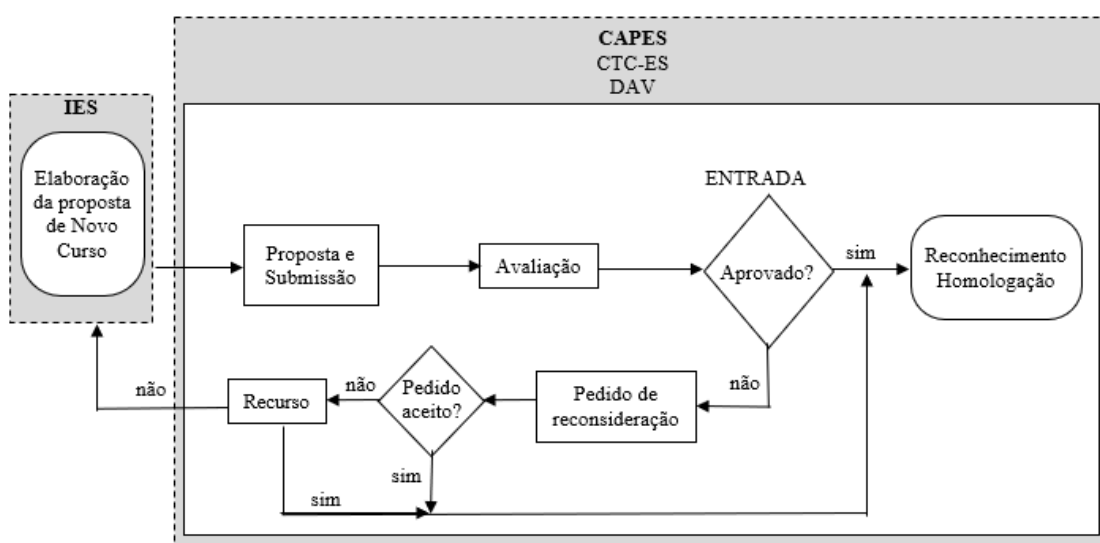 CAPES
CTC-ES
DAV
IES
Elaboração
da proposta
de Novo
Curso
ENTRADA
Proposta e
Submissão
Avaliação
Aprovado?
sim
Reconhecimento
Homologação
não
Recurso
não
Pedido
aceito?
Pedido de
reconsideração
não
sim
sim